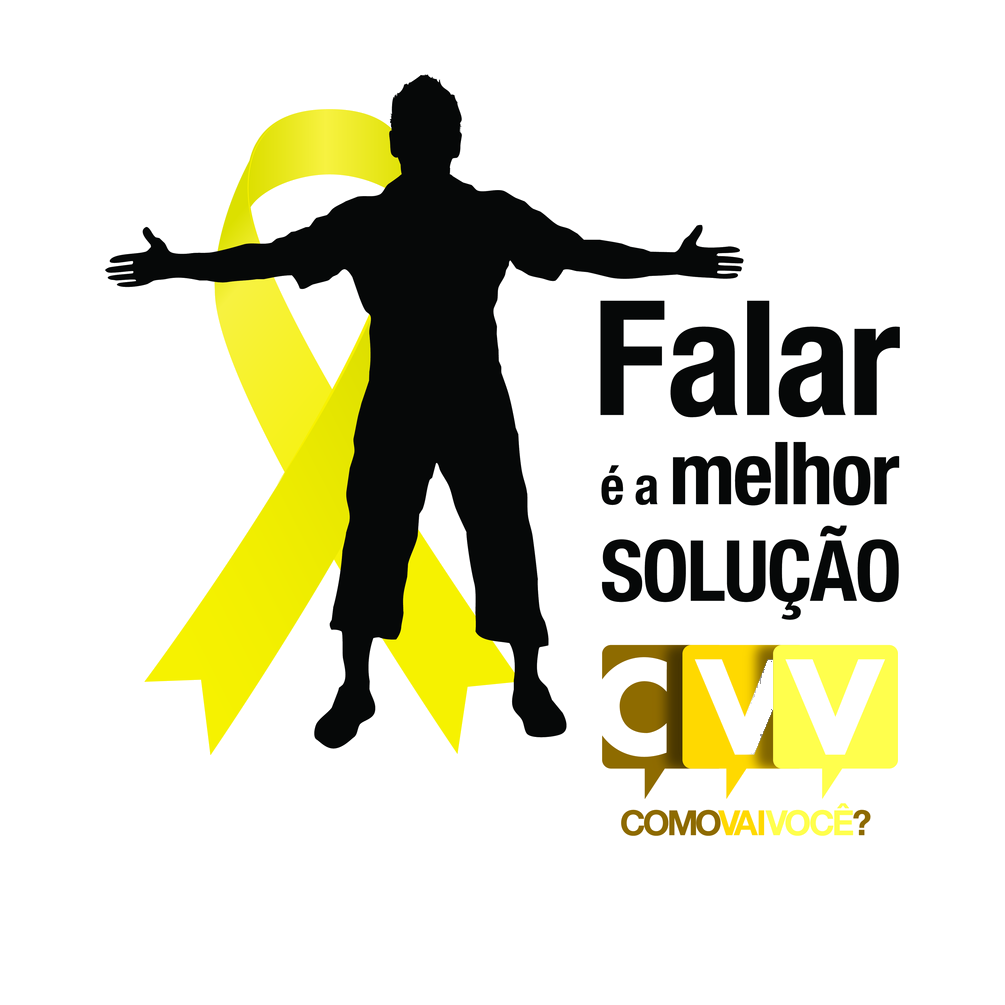 Falar
é a melhor
SOLUÇÃO
CVV
COMOVAIVOCÊ?